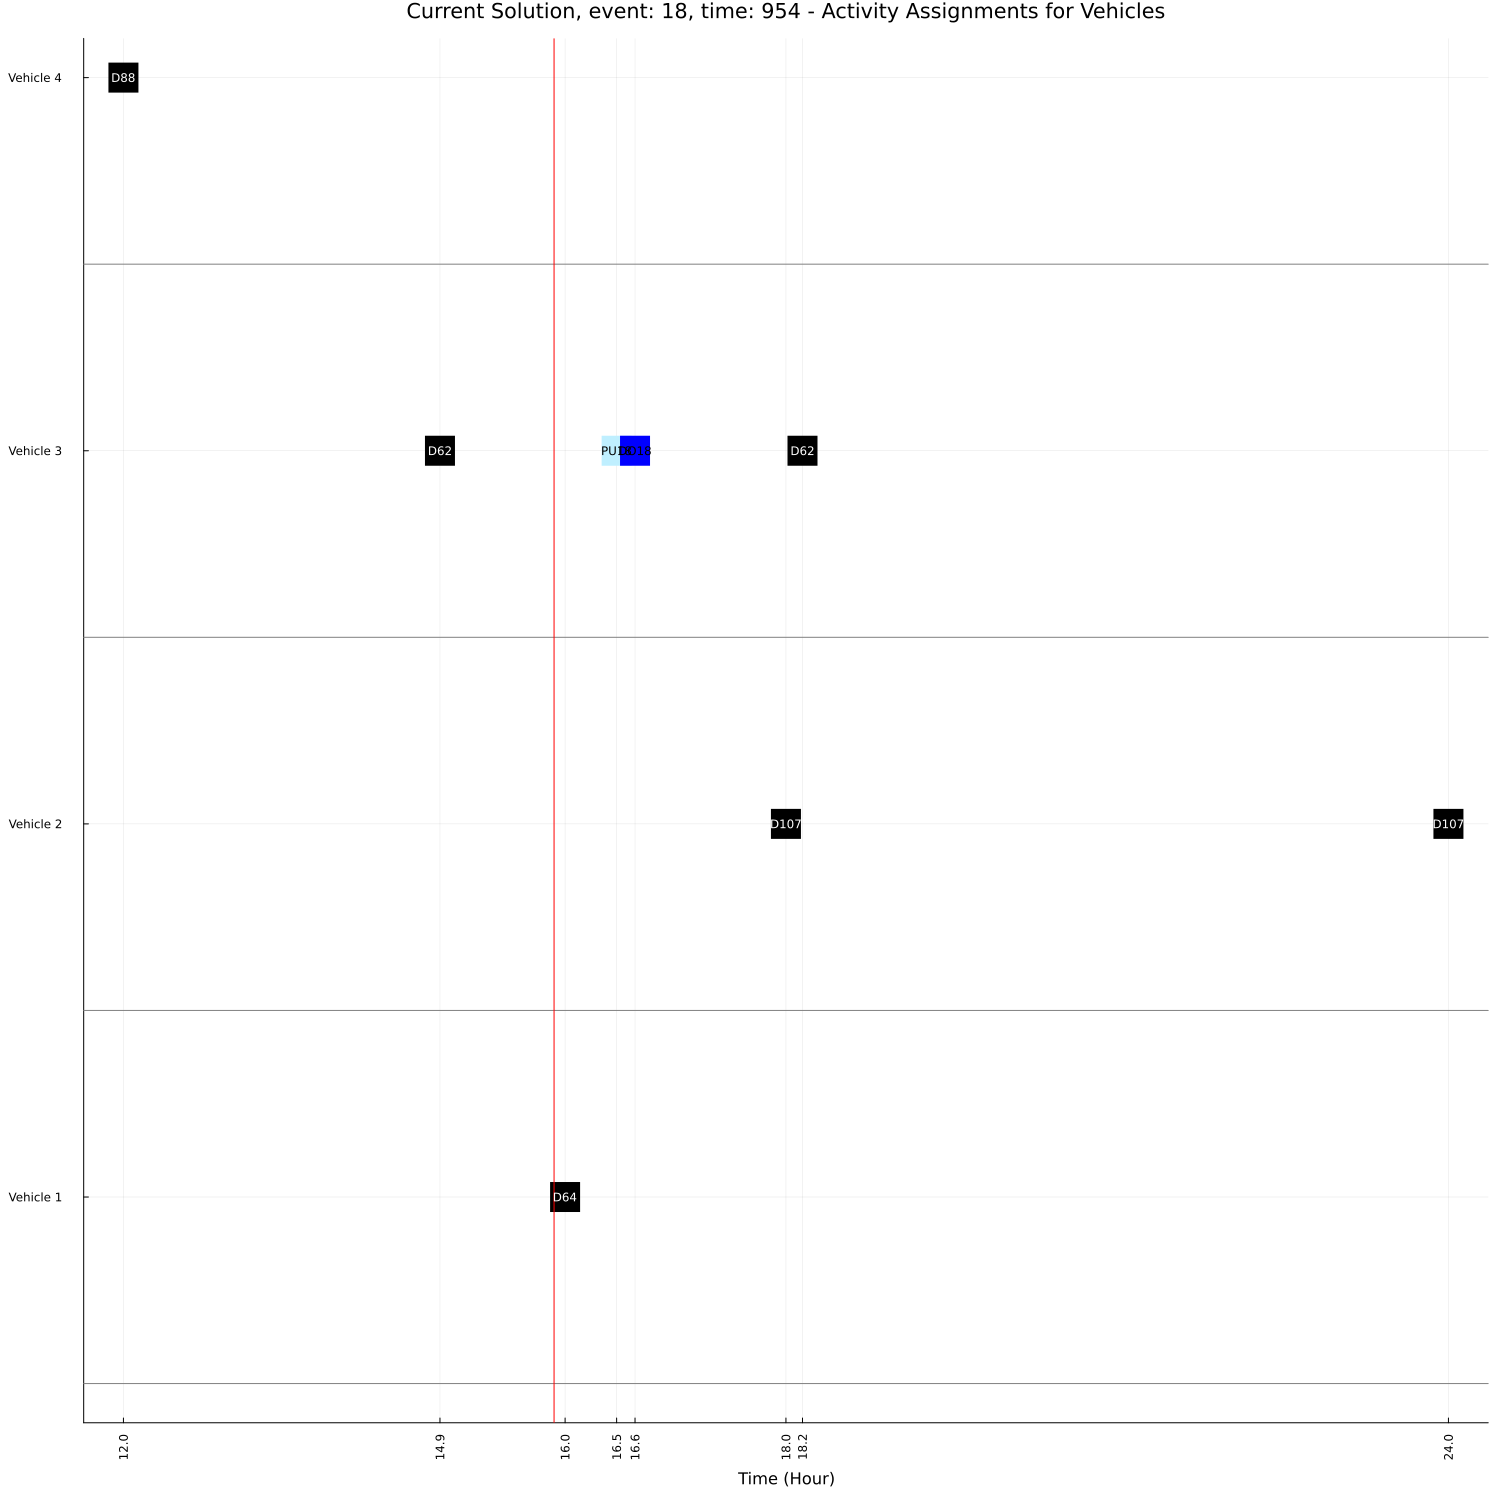 Current Solution, event: 18, time: 954 - Activity Assignments for Vehicles
Vehicle 4
D88
Vehicle 3
D62
D62
Vehicle 2
D107
D107
Vehicle 1
D64
12.0
14.9
16.0
16.5
16.6
18.0
18.2
24.0
Time (Hour)